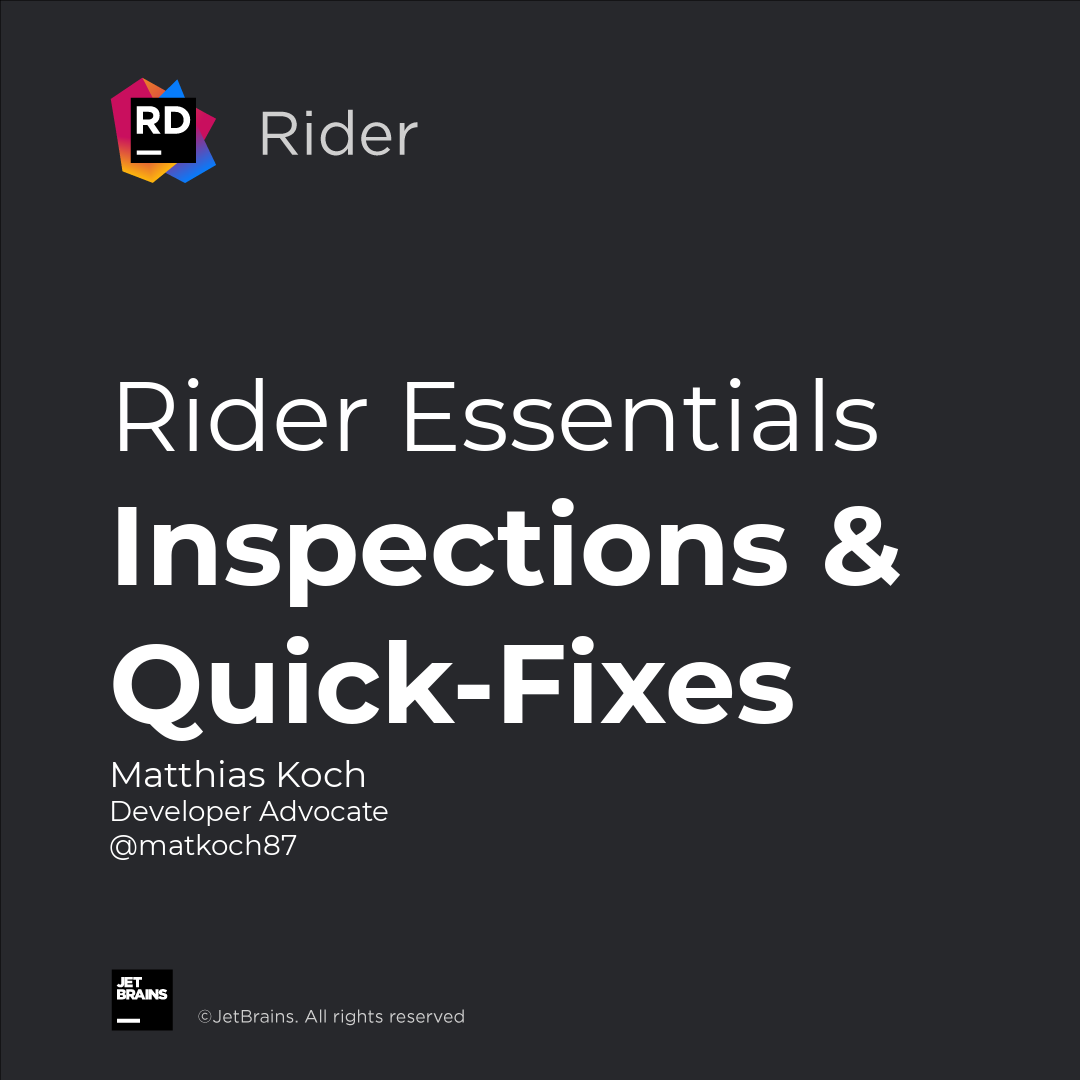 RD
Rider
Rider Essentials
Inspections &
Quick-Fixes
Matthias Koch
Developer Advocate
@matkoch87
JET
BRAINS
©JetBrains. All rights reserved